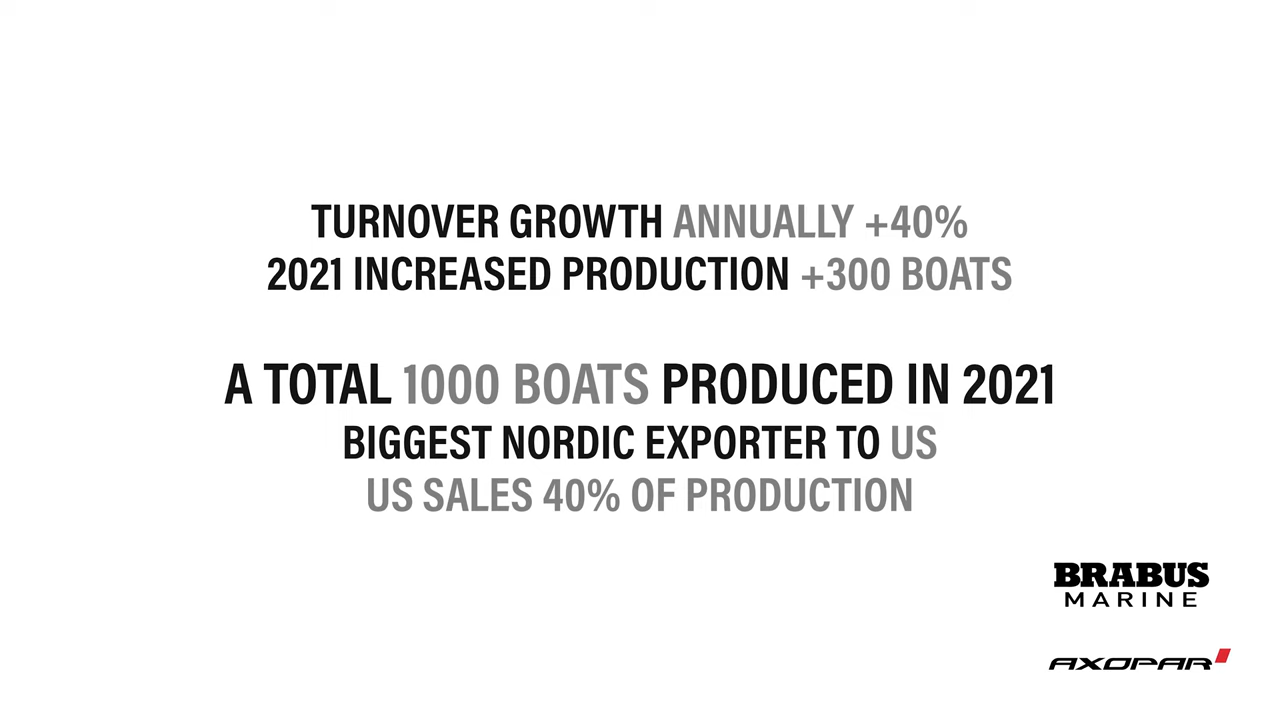 TURNOVER GROWTH ANNUALLY +40%
2021 INCREASED PRODUCTION +300 BOATS
A TOTAL 1000 BOATS PRODUCED IN 2021
BIGGEST NORDIC EXPORTER TO US
US SALES 40% OF PRODUCTION
BRABUS
MARINE
AXOPAR